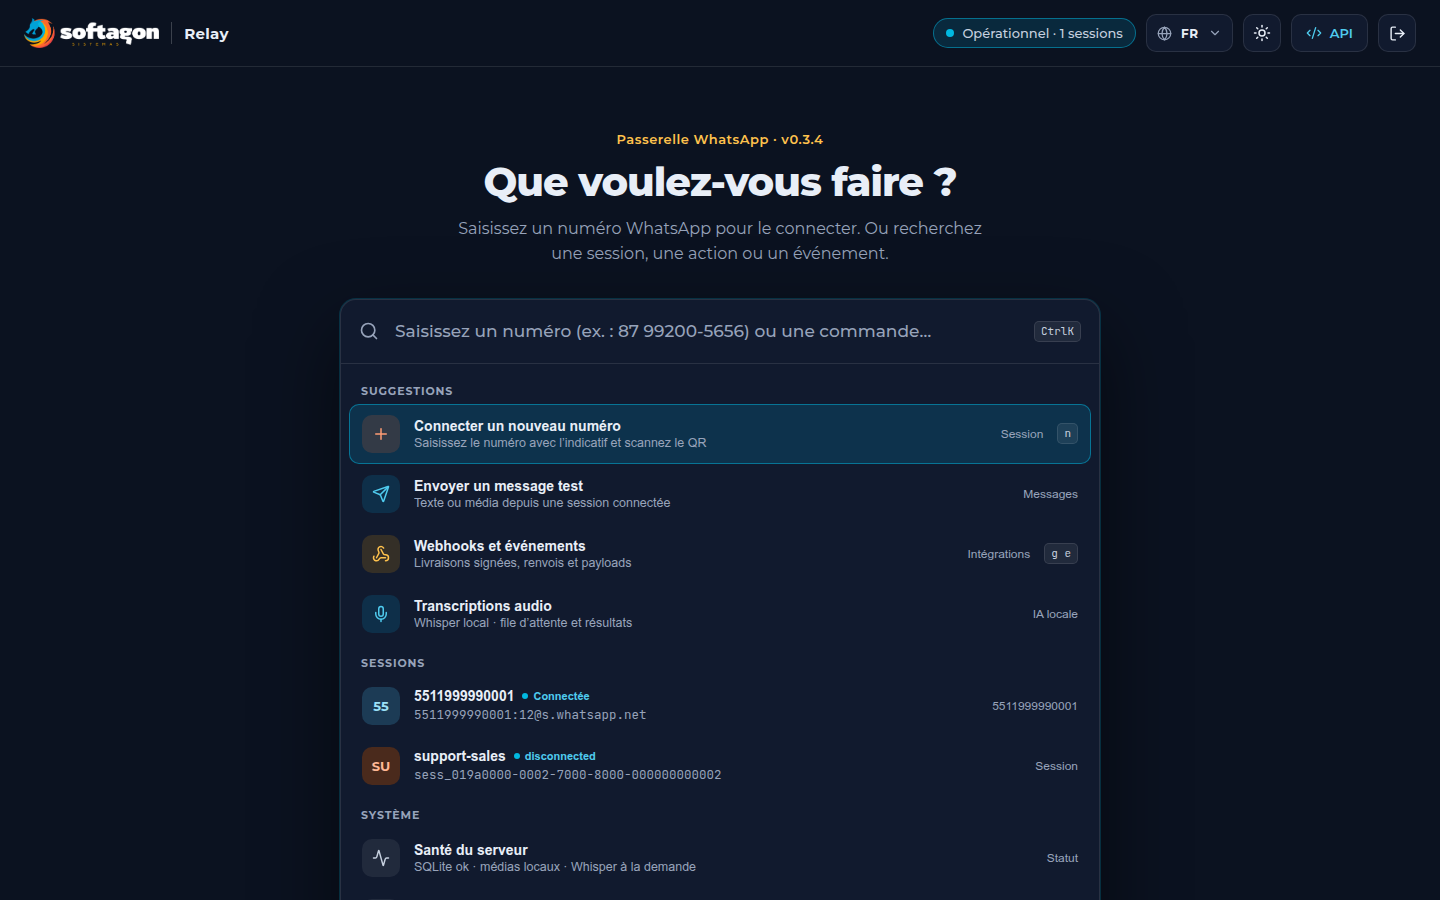 softagon
SISTEMAS
Relay
Opérationnel · 1 sessions
FR
API
Passerelle WhatsApp · v0.3.4
Que voulez-vous faire ?
Saisissez un numéro WhatsApp pour le connecter. Ou recherchez
une session, une action ou un événement.
Saisissez un numéro (ex. : 87 99200-5656) ou une commande...
CtrlK
SUGGESTIONS
Connecter un nouveau numéro
Saisissez le numéro avec l'indicatif et scannez le QR
Session
n
Envoyer un message test
Texte ou média depuis une session connectée
Messages
Webhooks et événements
Livraisons signées, renvois et payloads
Intégrations
g e
Transcriptions audio
Whisper local · file d'attente et résultats
IA locale
SESSIONS
55
5511999990001
Connectée
5511999990001:12@s.whatsapp.net
5511999990001
SU
support-sales
disconnected
sess_019a0000-0002-7000-8000-000000000002
Session
SYSTÈME
Santé du serveur
SQLite ok · médias locaux · Whisper à la demande
Statut